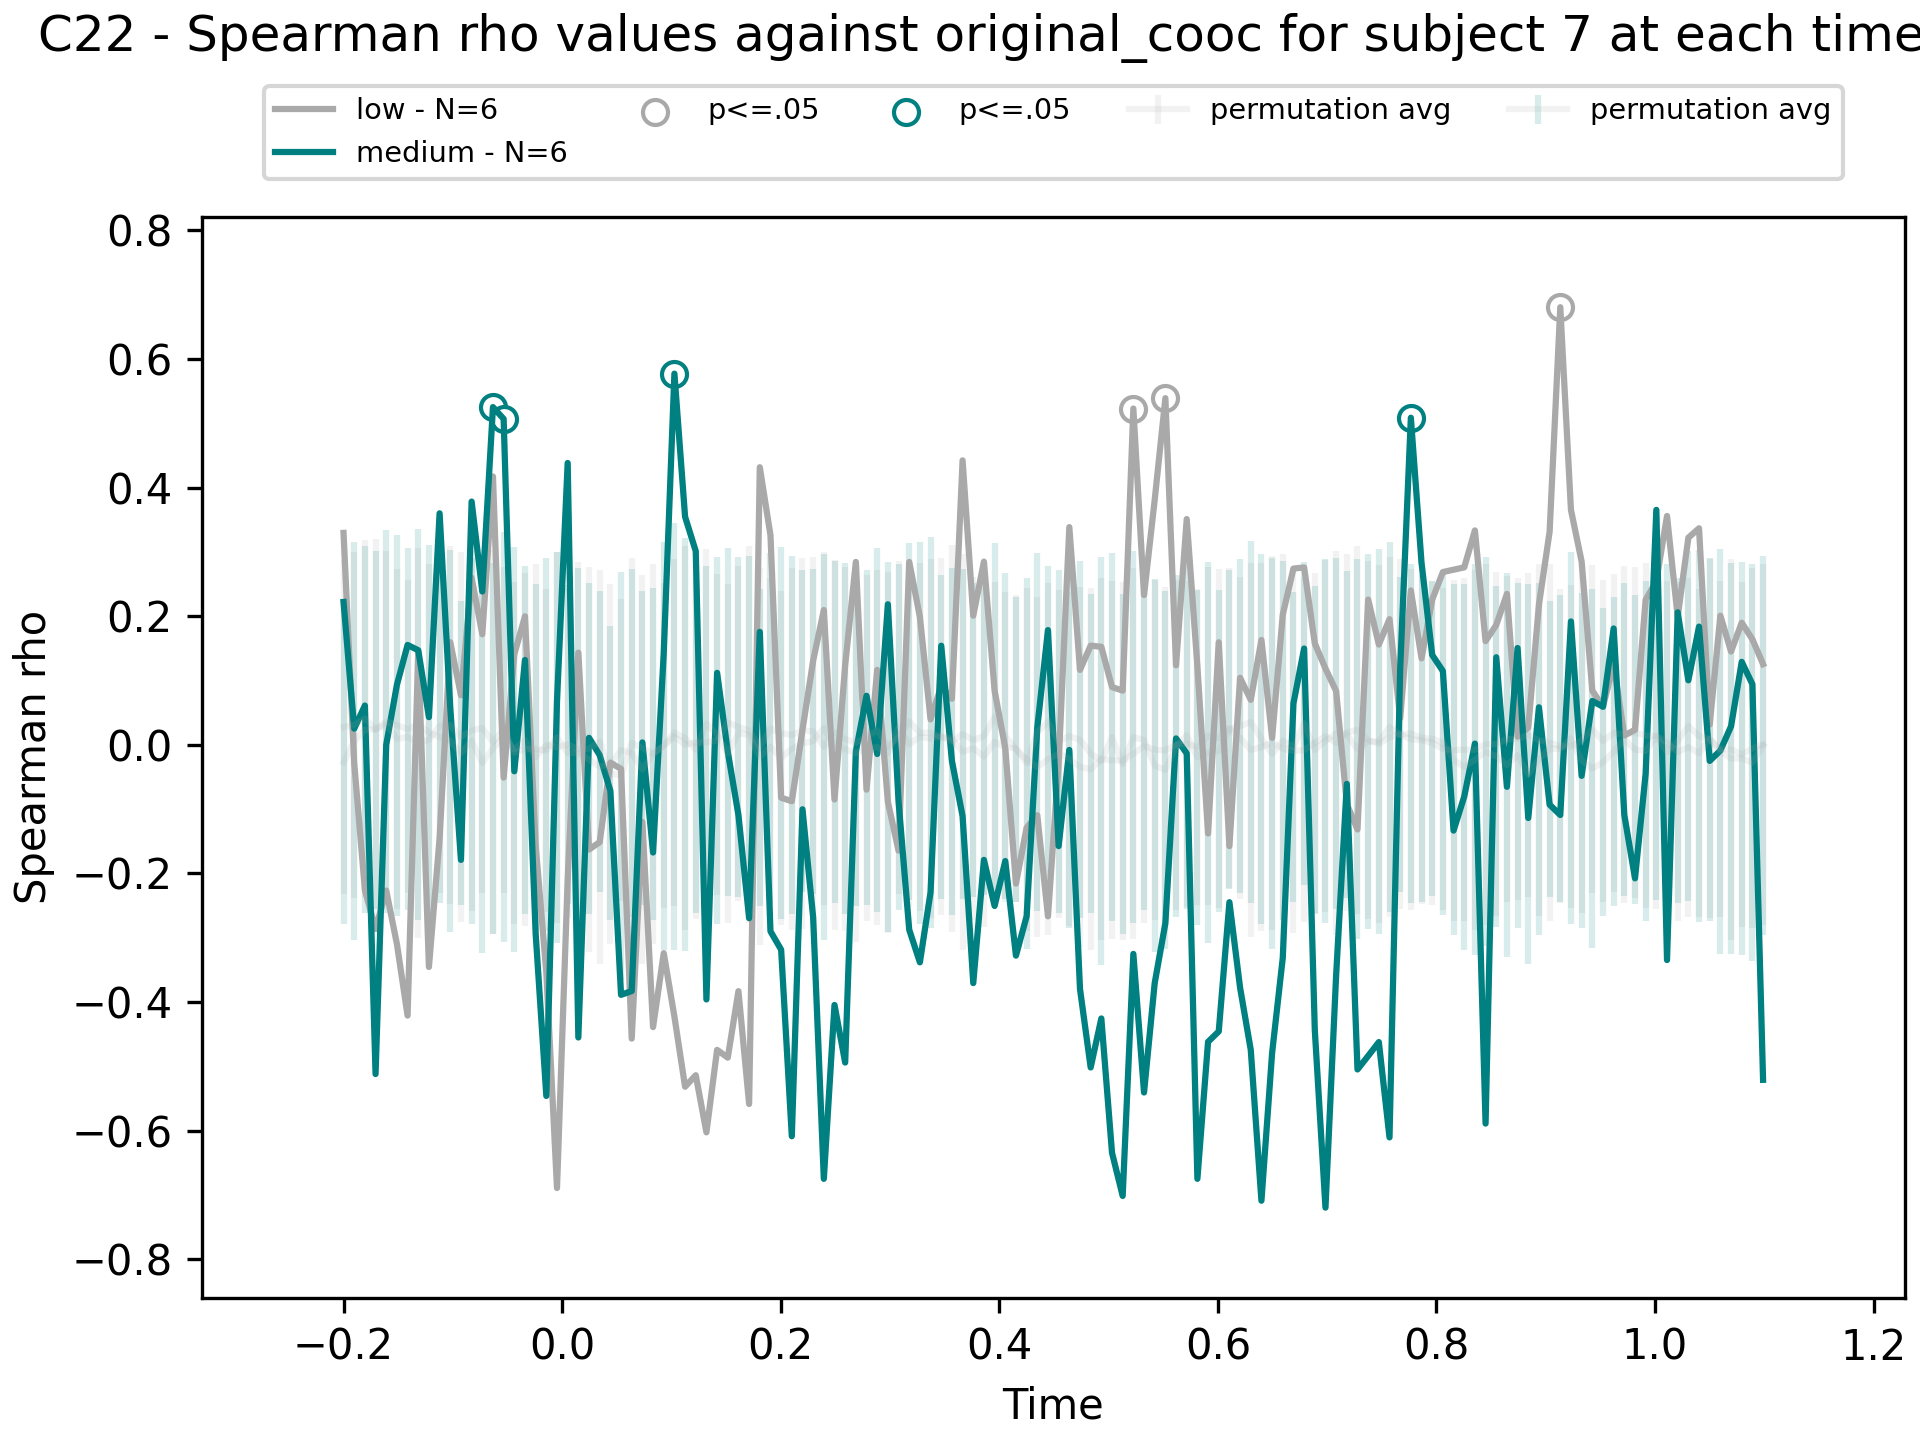 C22 - Spearman rho values against original_cooc for subject 7 at each time
low - N=6 p<=.05 p<=.05 permutation avg permutation avg
medium - N=6
0.8
0.6
0.4
0.2
0.0
−0.2
−0.4
−0.6
−0.8
Spearman rho
−0.2 0.0 0.2 0.4 0.6 0.8 1.0 1.2
Time